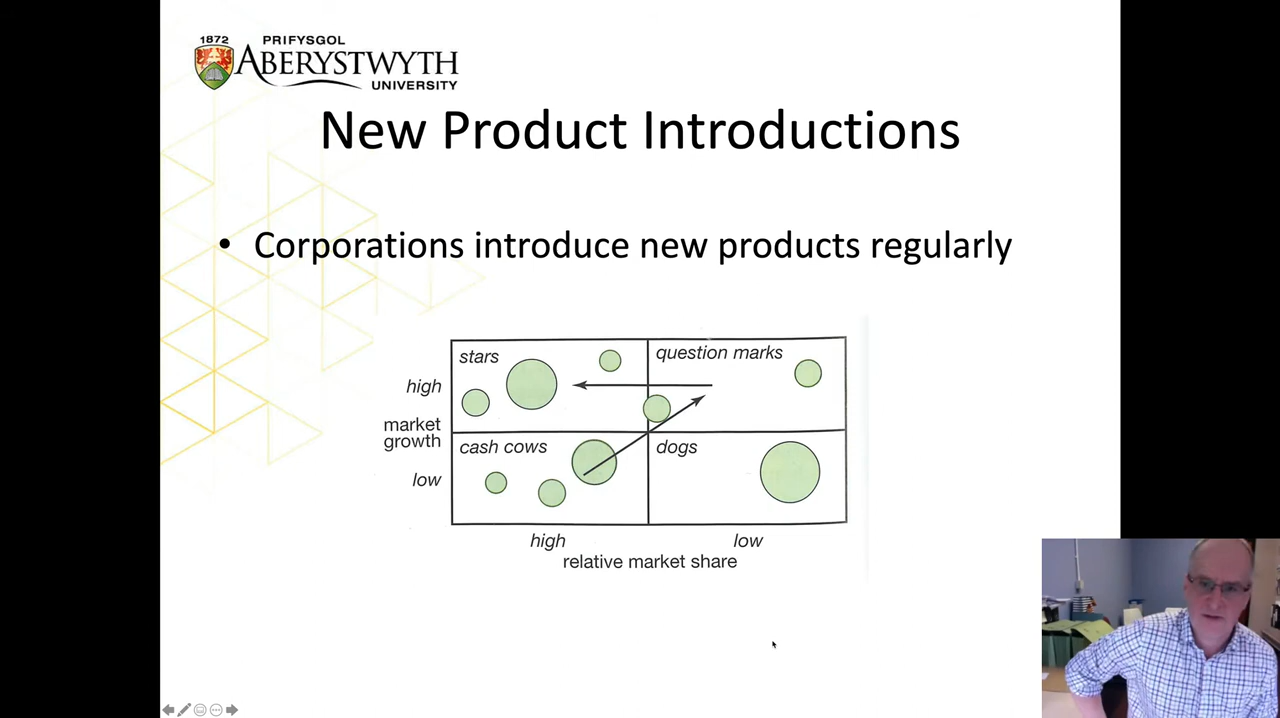 1872
PRIFYSGOL
ABERYSTWYTH
UNIVERSITY
New Product Introductions
• Corporations introduce new products regularly
stars
question marks
high
market
growth
cash cows
dogs
low
high
low
relative market share